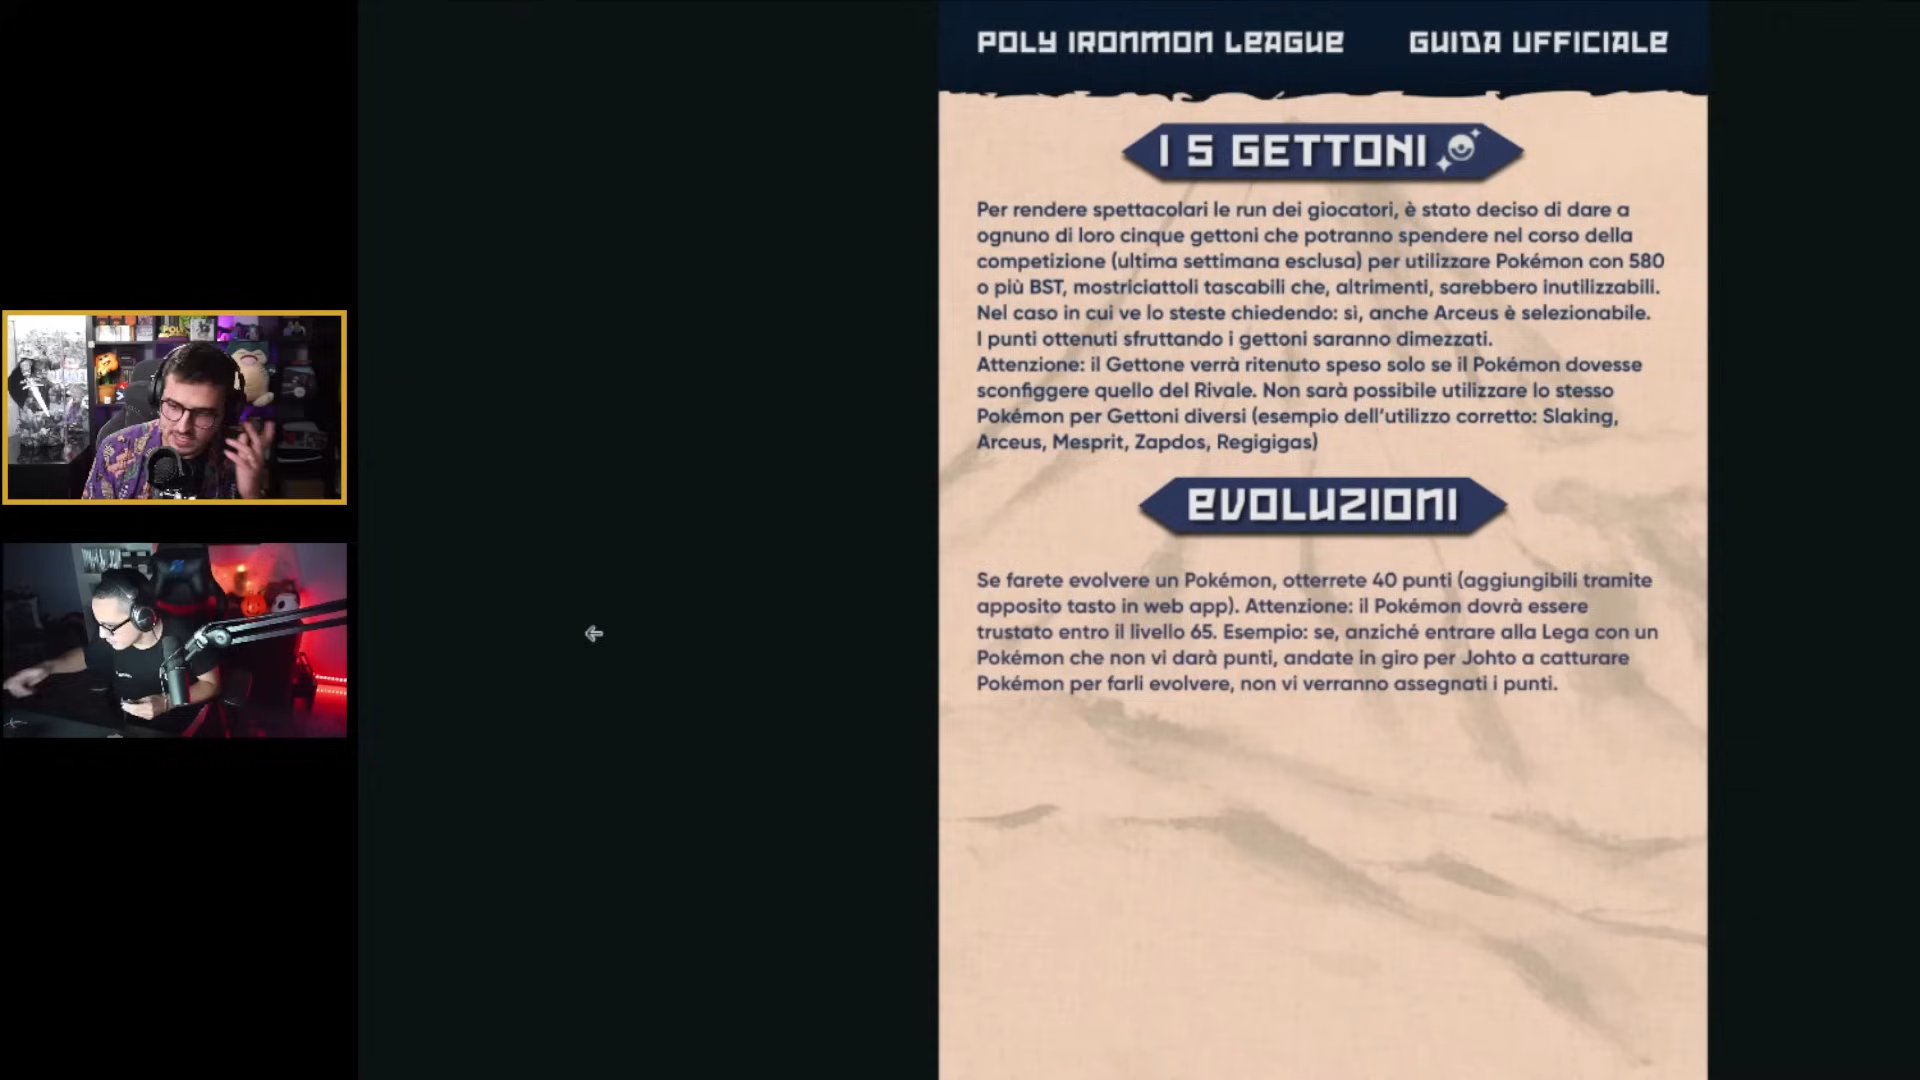 POLY IRONMON LEAGUE
GUIDA UFFICIALE
I 5 GETTONI
Per rendere spettacolari le run dei giocatori, è stato deciso di dare a
ognuno di loro cinque gettoni che potranno spendere nel corso della
competizione (ultima settimana esclusa) per utilizzare Pokémon con 580
o più BST, mostriciattoli tascabili che, altrimenti, sarebbero inutilizzabili.
Nel caso in cui ve lo steste chiedendo: sì, anche Arceus è selezionabile.
I punti ottenuti sfruttando i gettoni saranno dimezzati.
Attenzione: il Gettone verrà ritenuto speso solo se il Pokémon dovesse
sconfiggere quello del Rivale. Non sarà possibile utilizzare lo stesso
Pokémon per Gettoni diversi (esempio dell'utilizzo corretto: Slaking,
Arceus, Mesprit, Zapdos, Regigigas)
EVOLUZIONI
Se farete evolvere un Pokémon, otterrete 40 punti (aggiungibili tramite
apposito tasto in web app). Attenzione: il Pokémon dovrà essere
trustato entro il livello 65. Esempio: se, anziché entrare alla Lega con un
Pokémon che non vi darà punti, andate in giro per Johto a catturare
Pokémon per farli evolvere, non vi verranno assegnati i punti.